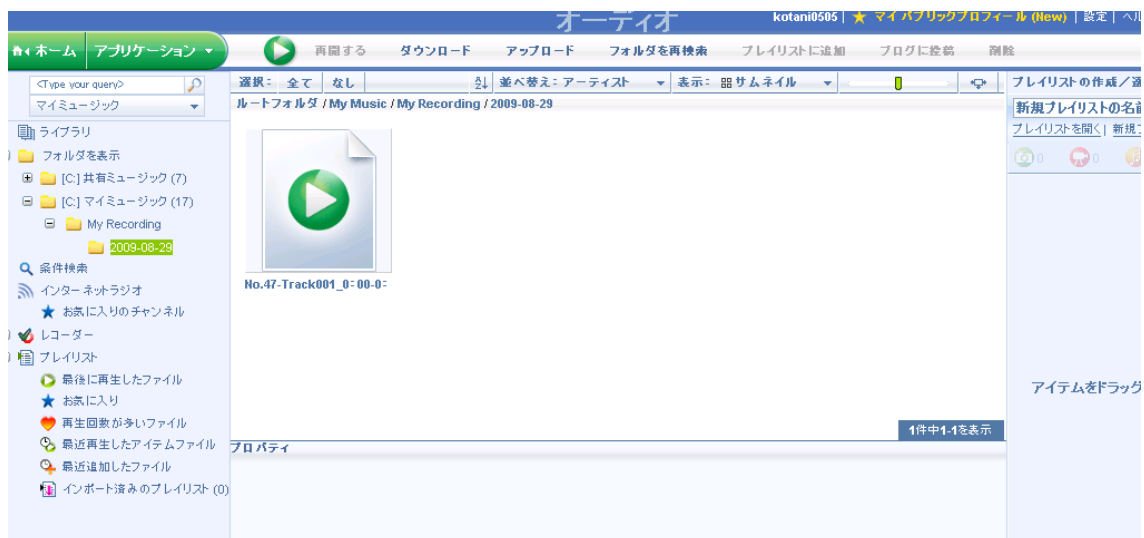 オーディオ
kotani0505 | ★ マイ パブリックプロフィール (New) | 設定 |
ホーム アプリケーション
再開する ダウンロード アップロード フォルダを再検索 プレイリストに追加 ブログに投稿 削除
<Type your query>
マイミュージック
選択: 全て なし 並べ替え: アーティスト 表示: サムネイル
ルートフォルダ / My Music / My Recording / 2009-08-29
ライブラリ
フォルダを表示
[C:] 共有ミュージック (7)
[C:] マイミュージック (17)
My Recording
2009-08-29
条件検索
インターネットラジオ
お気に入りのチャンネル
レコーダー
プレイリスト
最後に再生したファイル
お気に入り
再生回数が多いファイル
最近再生したアイテムファイル
最近追加したファイル
インポート済みのプレイリスト (0)
No.47-Track001_0:00-0:
1件中1-1を表示
プロパティ
プレイリストの作成/
新規プレイリストの名前
プレイリストを開く | 新規
0 0
アイテムをドラッグ